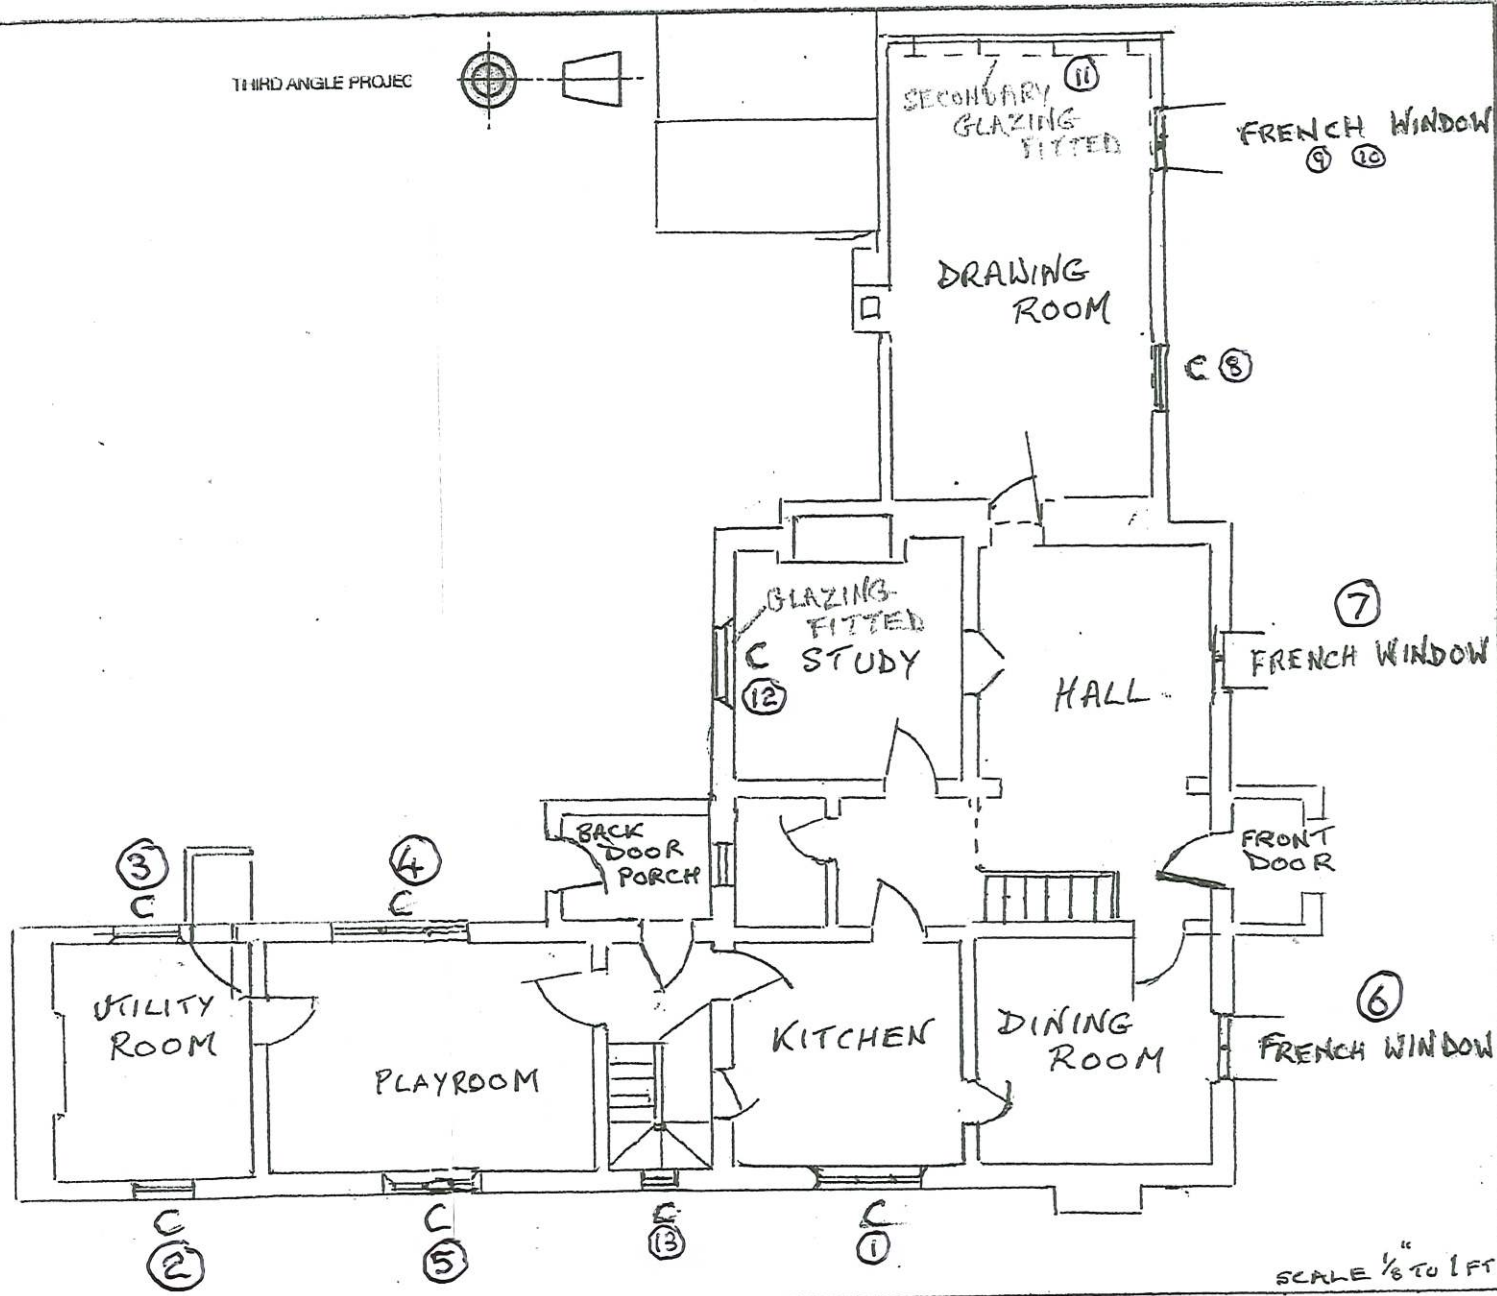 THIRD ANGLE PROJEC
11
SECONDARY
GLAZING
FITTED
FRENCH WINDOW
9 10
DRAWING
ROOM
C 8
GLAZING
FITTED
C STUDY
12
HALL
7
FRENCH WINDOW
BACK
DOOR
PORCH
FRONT
DOOR
3
C
4
C
UTILITY
ROOM
PLAYROOM
KITCHEN
DINING
ROOM
6
FRENCH WINDOW
C
2
C
5
C
13
C
1
SCALE 1/8" TO 1 FT